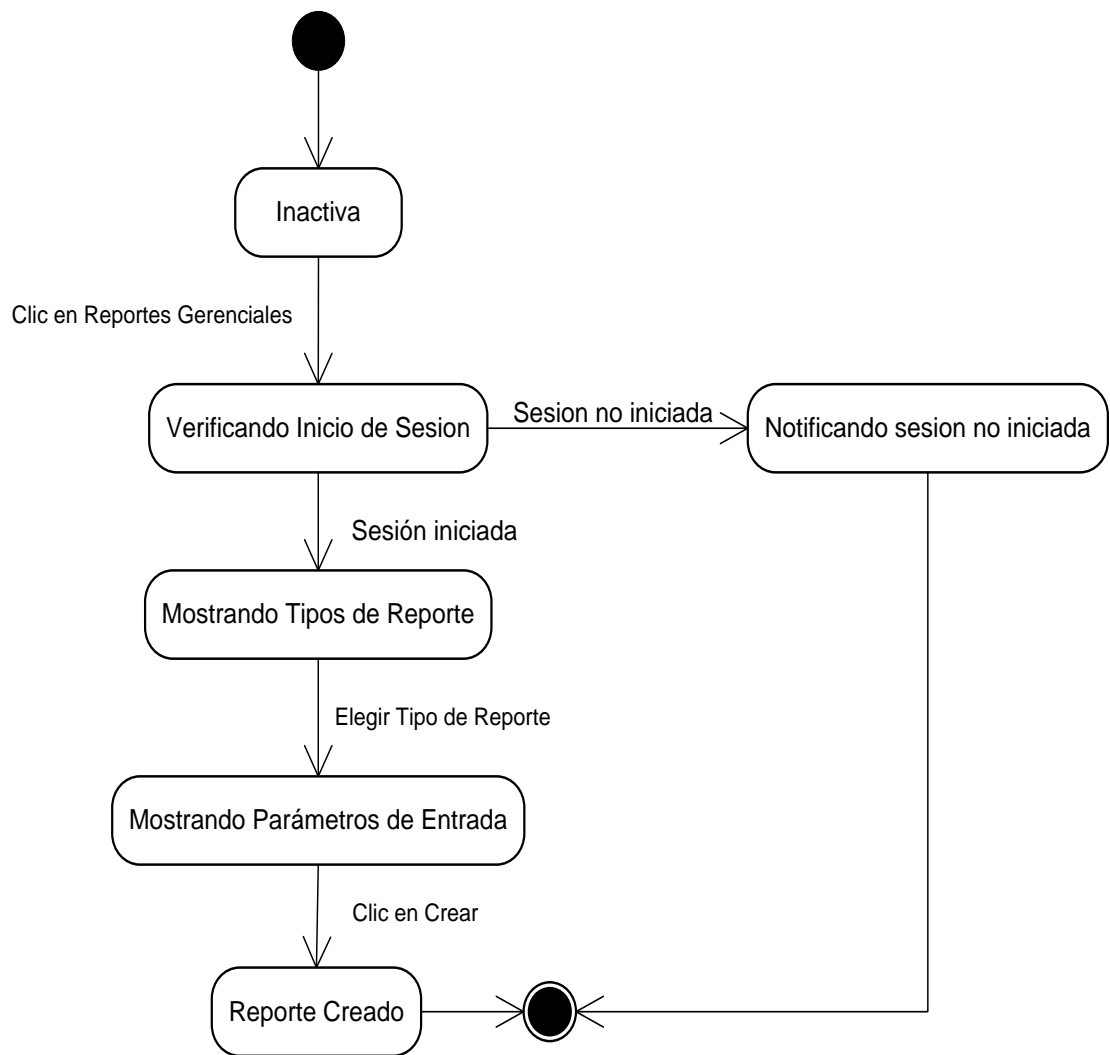 Inactiva
Clic en Reportes Gerenciales
Verificando Inicio de Sesion
Sesion no iniciada
Notificando sesion no iniciada
Sesión iniciada
Mostrando Tipos de Reporte
Elegir Tipo de Reporte
Mostrando Parámetros de Entrada
Clic en Crear
Reporte Creado